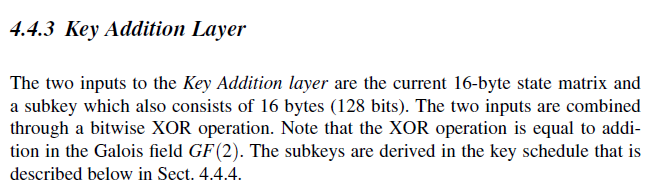 4.4.3 Key Addition Layer
The two inputs to the Key Addition layer are the current 16-byte state matrix and
a subkey which also consists of 16 bytes (128 bits). The two inputs are combined
through a bitwise XOR operation. Note that the XOR operation is equal to addi-
tion in the Galois field GF(2). The subkeys are derived in the key schedule that is
described below in Sect. 4.4.4.